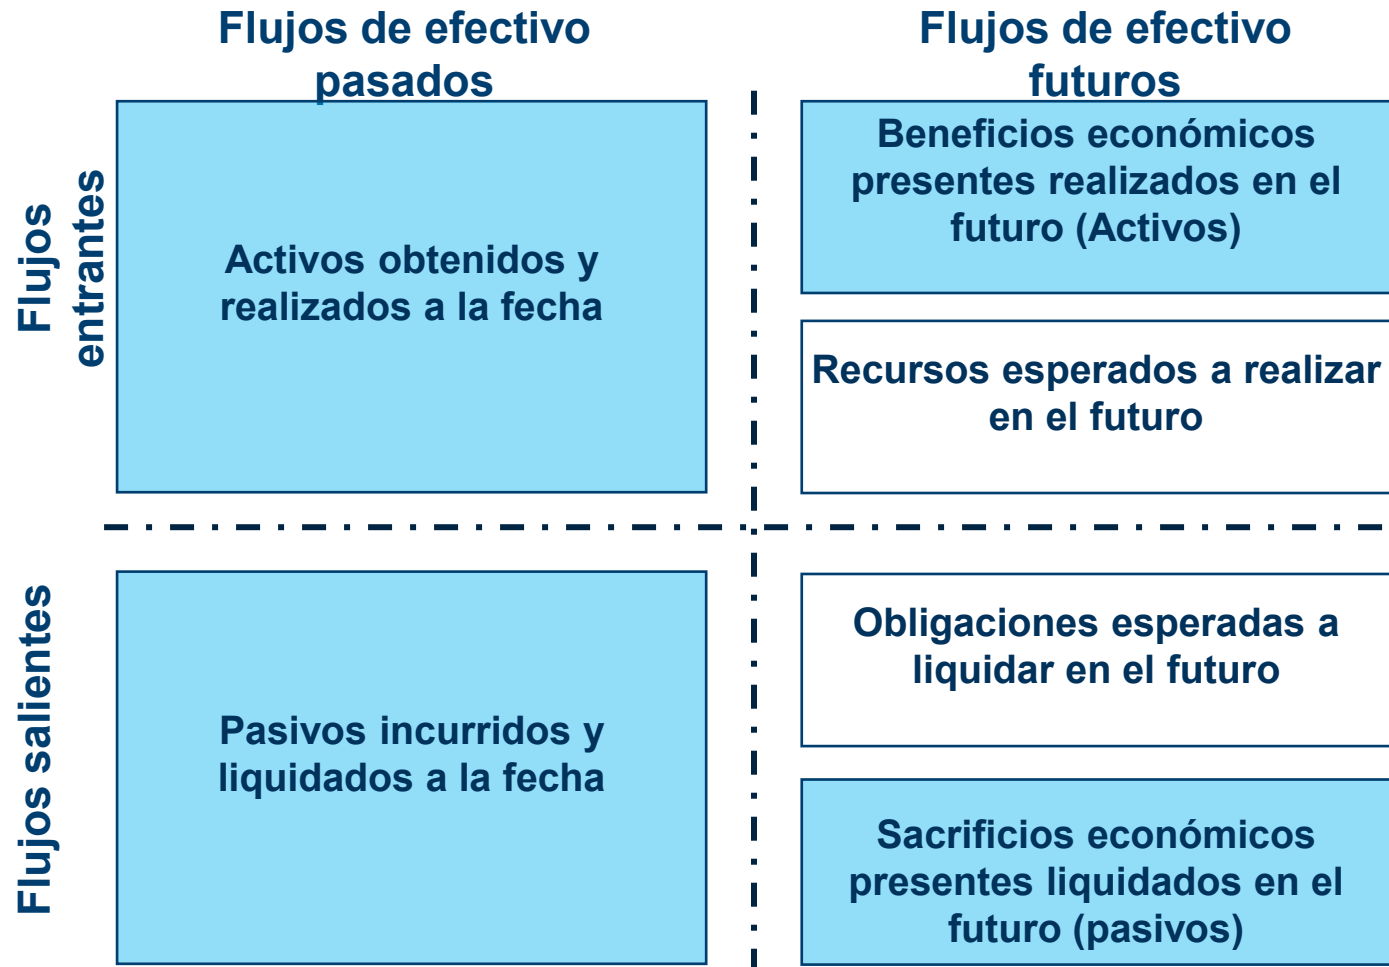 Flujos de efectivo
pasados
Flujos de efectivo
futuros
Flujos
entrantes
Activos obtenidos y
realizados a la fecha
Beneficios económicos
presentes realizados en el
futuro (Activos)
Recursos esperados a realizar
en el futuro
Flujos salientes
Pasivos incurridos y
liquidados a la fecha
Obligaciones esperadas a
liquidar en el futuro
Sacrificios económicos
presentes liquidados en el
futuro (pasivos)